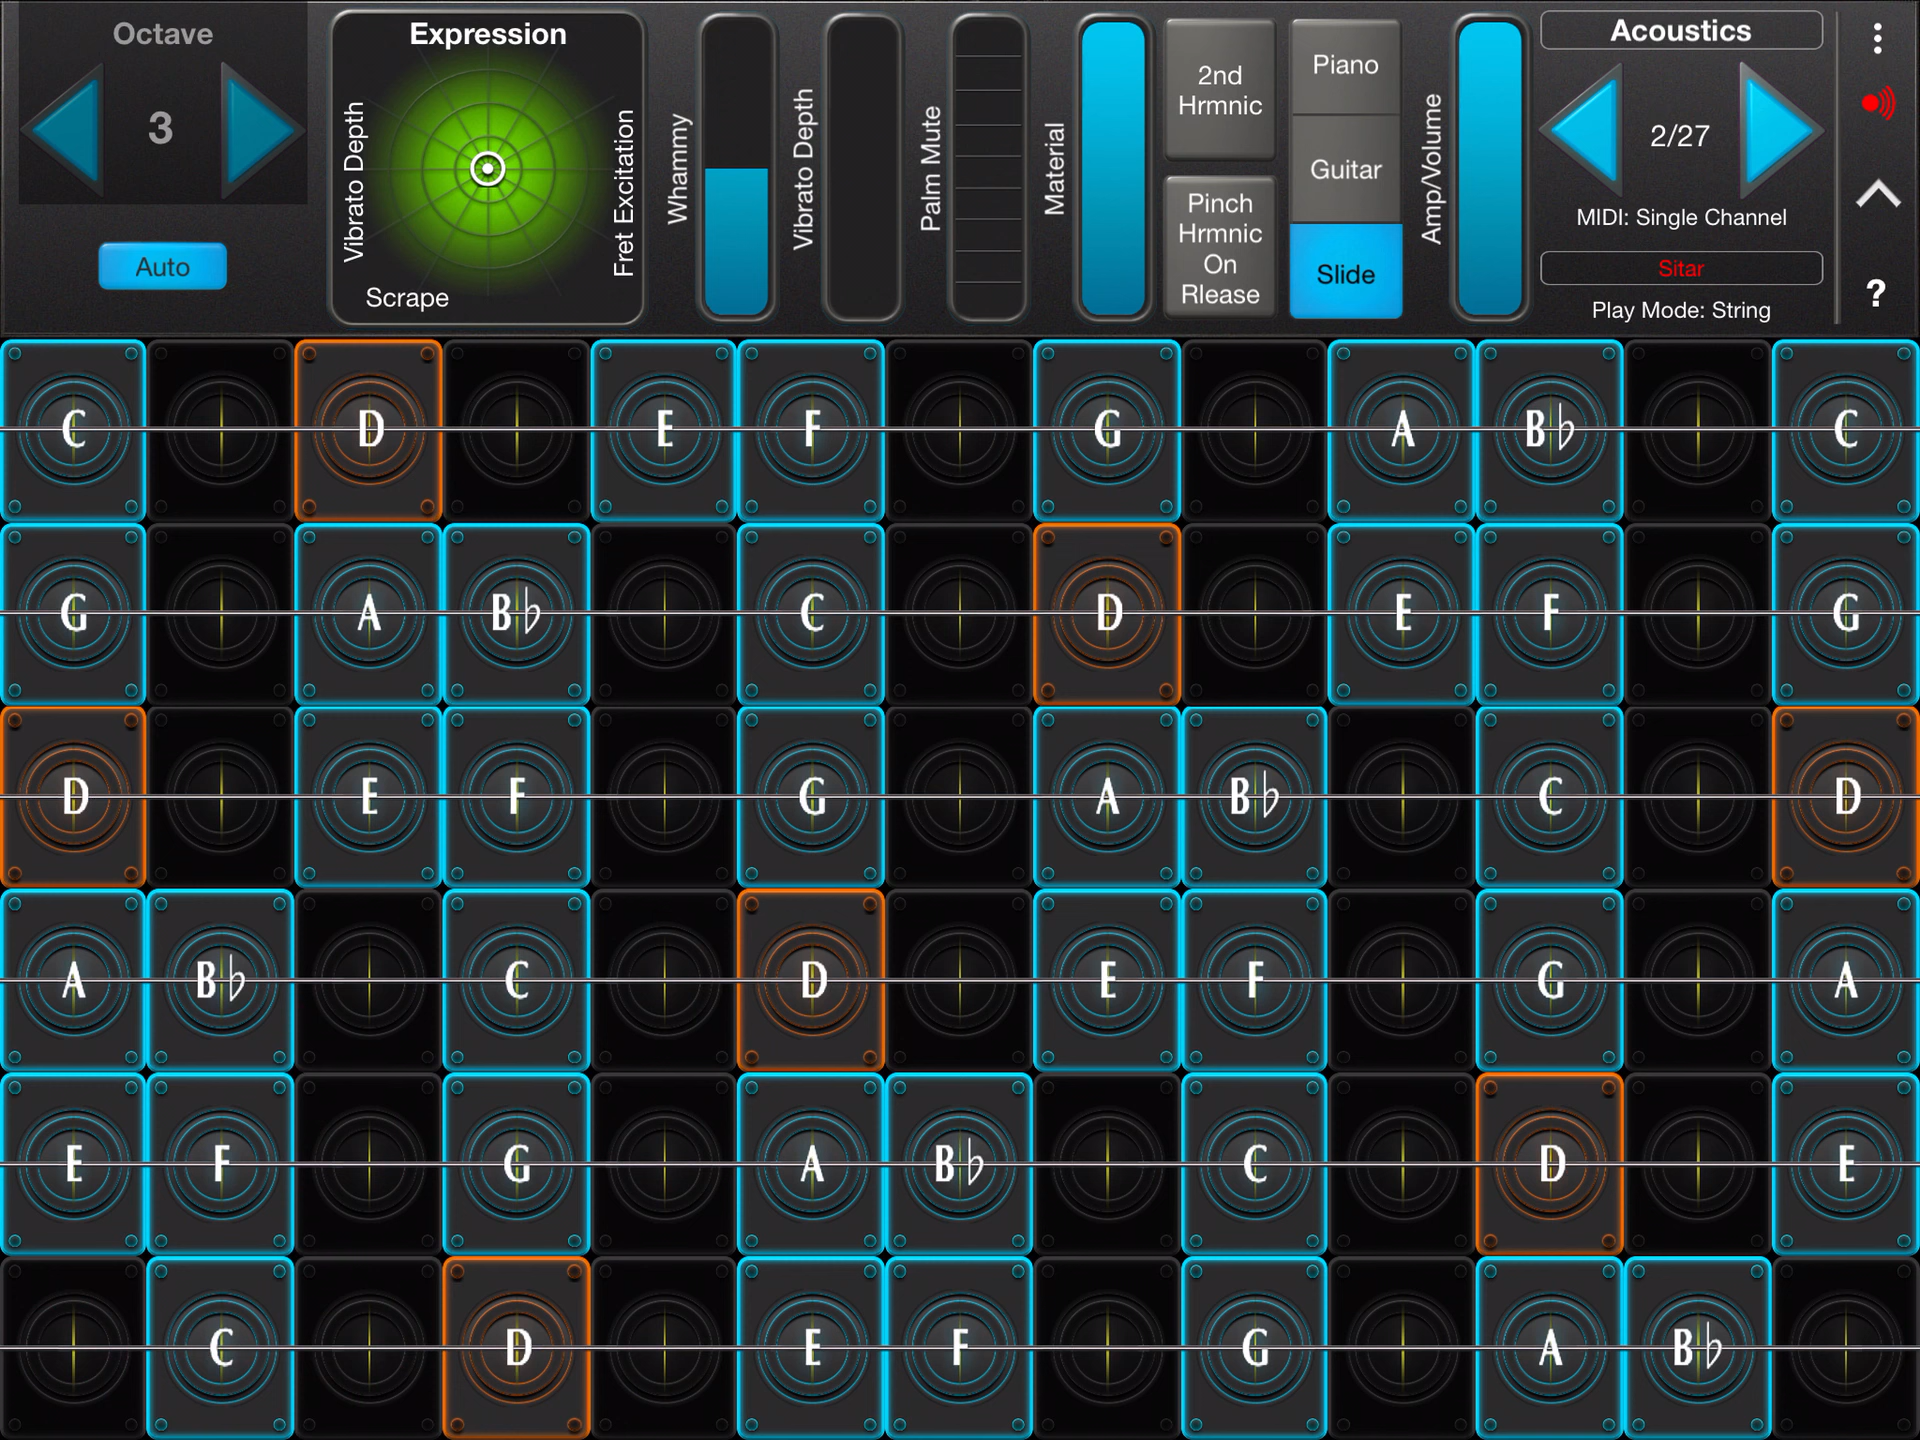 Octave
3
Auto
Expression
Vibrato Depth
Fret Excitation
Scrape
Whammy
Vibrato Depth
Palm Mute
Material
2nd
Hrmnic
Pinch
Hrmnic
On
Rlease
Piano
Guitar
Slide
Amp/Volume
Acoustics
2/27
MIDI: Single Channel
Sitar
Play Mode: String
?
C D E F G A B♭ C
G A B♭ C D E F G
D E F G A B♭ C D
A B♭ C D E F G A
E F G A B♭ C D E
C D E F G A B♭